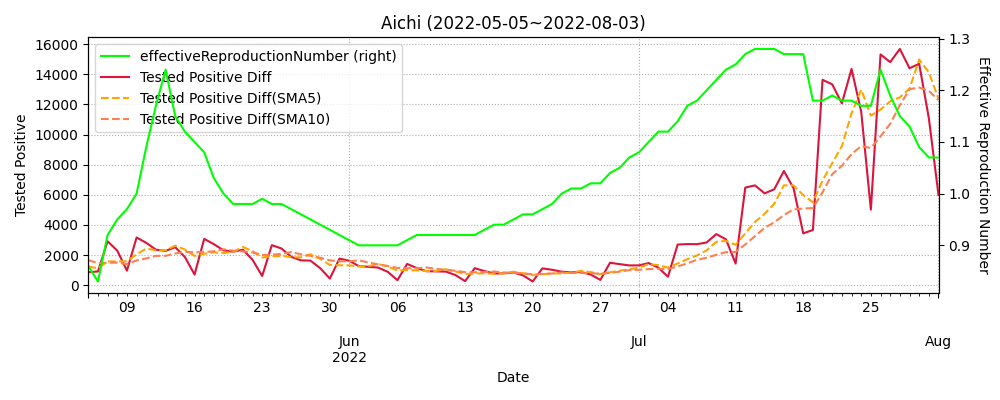 Aichi (2022-05-05~2022-08-03)
effectiveReproductionNumber (right)
Tested Positive Diff
Tested Positive Diff(SMA5)
Tested Positive Diff(SMA10)
Tested Positive
16000
14000
12000
10000
8000
6000
4000
2000
0
1.3
1.2
1.1
1.0
0.9
Effective Reproduction Number
09 16 23 30 06 13 20 27 04 11 18 25
Jun Jul Aug
2022
Date